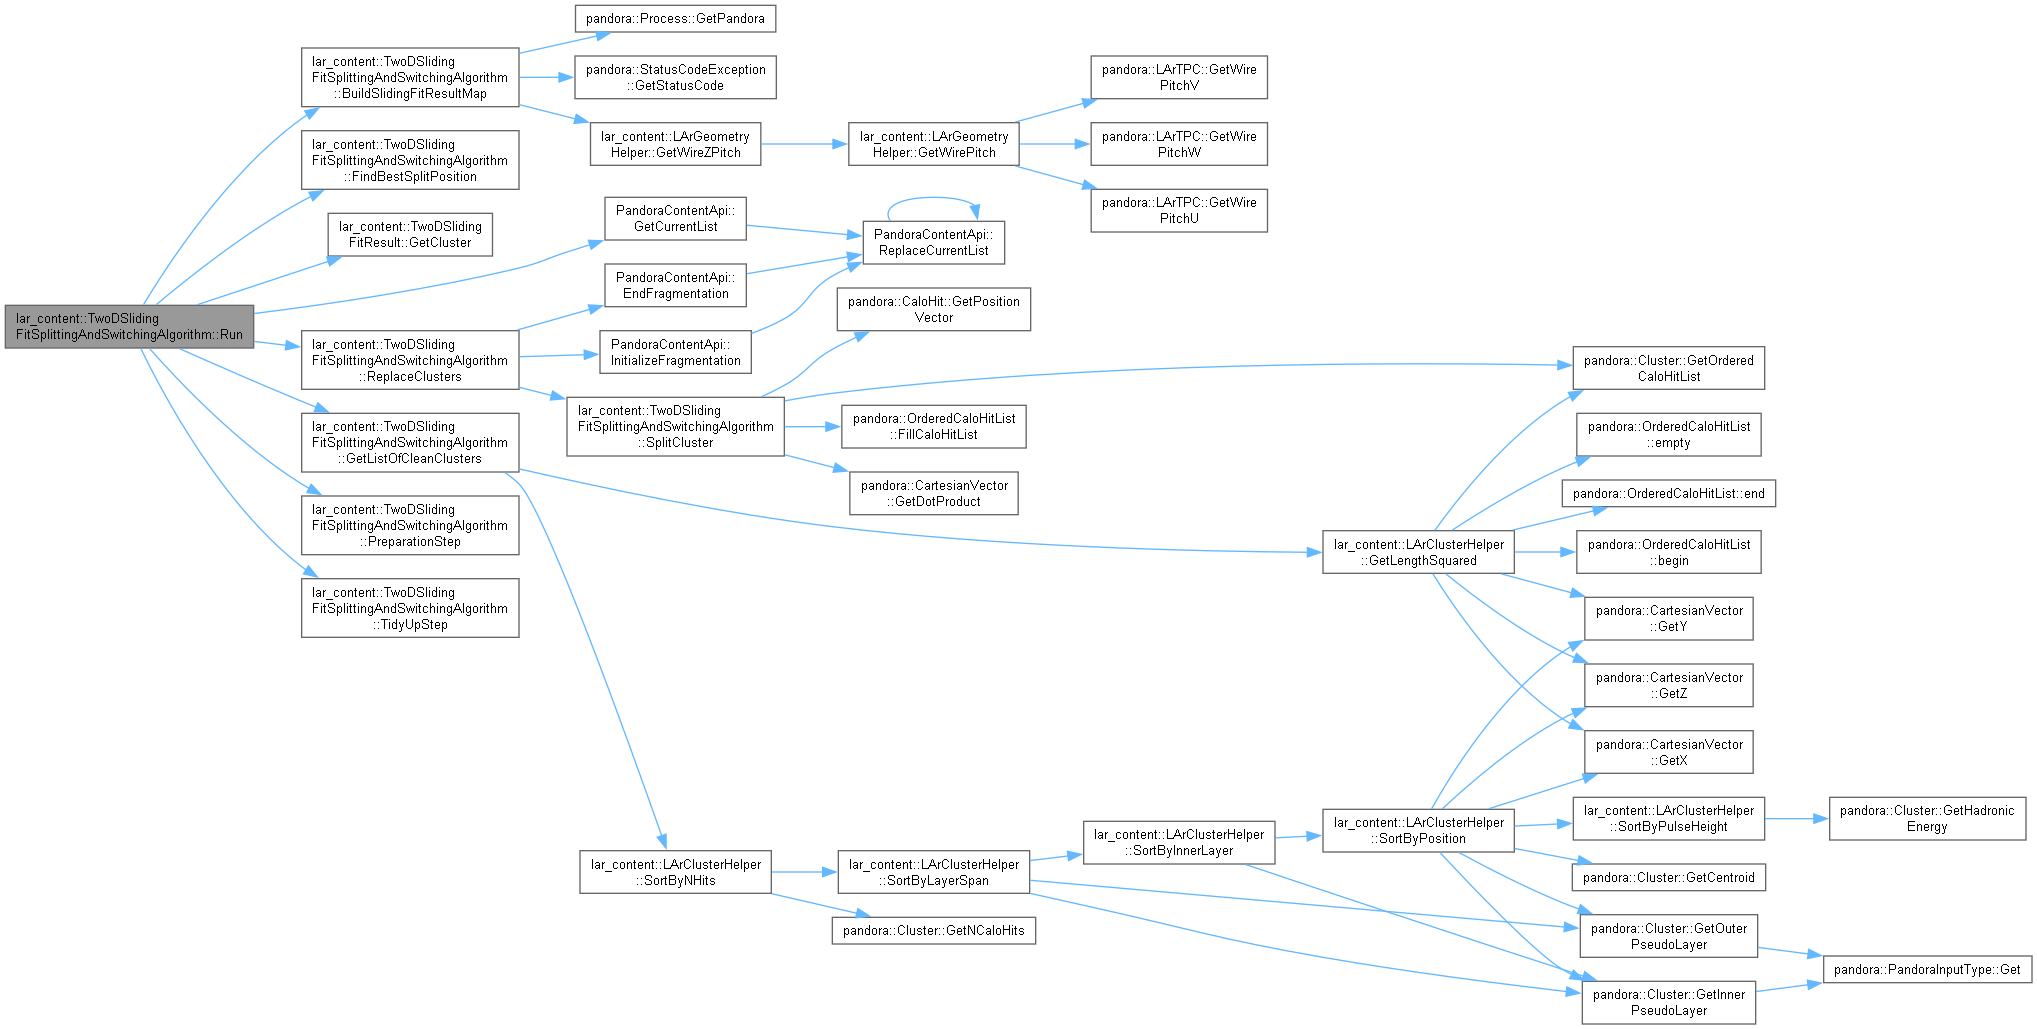 lar_content::TwoDSliding
FitSplittingAndSwitchingAlgorithm::Run
lar_content::TwoDSliding
FitSplittingAndSwitchingAlgorithm
::BuildSlidingFitResultMap
lar_content::TwoDSliding
FitSplittingAndSwitchingAlgorithm
::FindBestSplitPosition
lar_content::TwoDSliding
FitResult::GetCluster
lar_content::TwoDSliding
FitSplittingAndSwitchingAlgorithm
::ReplaceClusters
lar_content::TwoDSliding
FitSplittingAndSwitchingAlgorithm
::GetListOfCleanClusters
lar_content::TwoDSliding
FitSplittingAndSwitchingAlgorithm
::PreparationStep
lar_content::TwoDSliding
FitSplittingAndSwitchingAlgorithm
::TidyUpStep
pandora::Process::GetPandora
pandora::StatusCodeException
::GetStatusCode
lar_content::LArGeometry
Helper::GetWireZPitch
PandoraContentApi::
GetCurrentList
PandoraContentApi::
EndFragmentation
PandoraContentApi::
InitializeFragmentation
lar_content::TwoDSliding
FitSplittingAndSwitchingAlgorithm
::SplitCluster
lar_content::LArClusterHelper
::SortByNHits
lar_content::LArGeometry
Helper::GetWirePitch
PandoraContentApi::
ReplaceCurrentList
pandora::CaloHit::GetPosition
Vector
pandora::OrderedCaloHitList
::FillCaloHitList
pandora::CartesianVector
::GetDotProduct
lar_content::LArClusterHelper
::SortByLayerSpan
pandora::Cluster::GetNCaloHits
pandora::LArTPC::GetWire
PitchV
pandora::LArTPC::GetWire
PitchW
pandora::LArTPC::GetWire
PitchU
lar_content::LArClusterHelper
::SortByInnerLayer
lar_content::LArClusterHelper
::GetLengthSquared
lar_content::LArClusterHelper
::SortByPosition
pandora::Cluster::GetOrdered
CaloHitList
pandora::OrderedCaloHitList
::empty
pandora::OrderedCaloHitList::end
pandora::OrderedCaloHitList
::begin
pandora::CartesianVector
::GetY
pandora::CartesianVector
::GetZ
pandora::CartesianVector
::GetX
lar_content::LArClusterHelper
::SortByPulseHeight
pandora::Cluster::GetCentroid
pandora::Cluster::GetOuter
PseudoLayer
pandora::Cluster::GetInner
PseudoLayer
pandora::Cluster::GetHadronic
Energy
pandora::PandoraInputType::Get